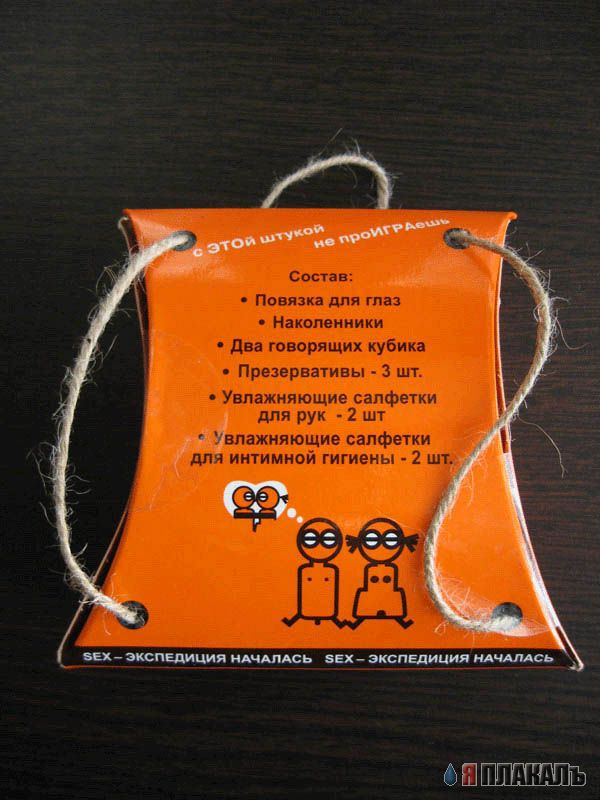 с ЭТОй штукой не проИГРАешь
Состав:
• Повязка для глаз
• Наколенники
• Два говорящих кубика
• Презервативы - 3 шт.
• Увлажняющие салфетки
для рук - 2 шт
• Увлажняющие салфетки
для интимной гигиены - 2 шт.
SEX – ЭКСПЕДИЦИЯ НАЧАЛАСЬ SEX – ЭКСПЕДИЦИЯ НАЧАЛАСЬ
ЯПЛАКАЛЪ